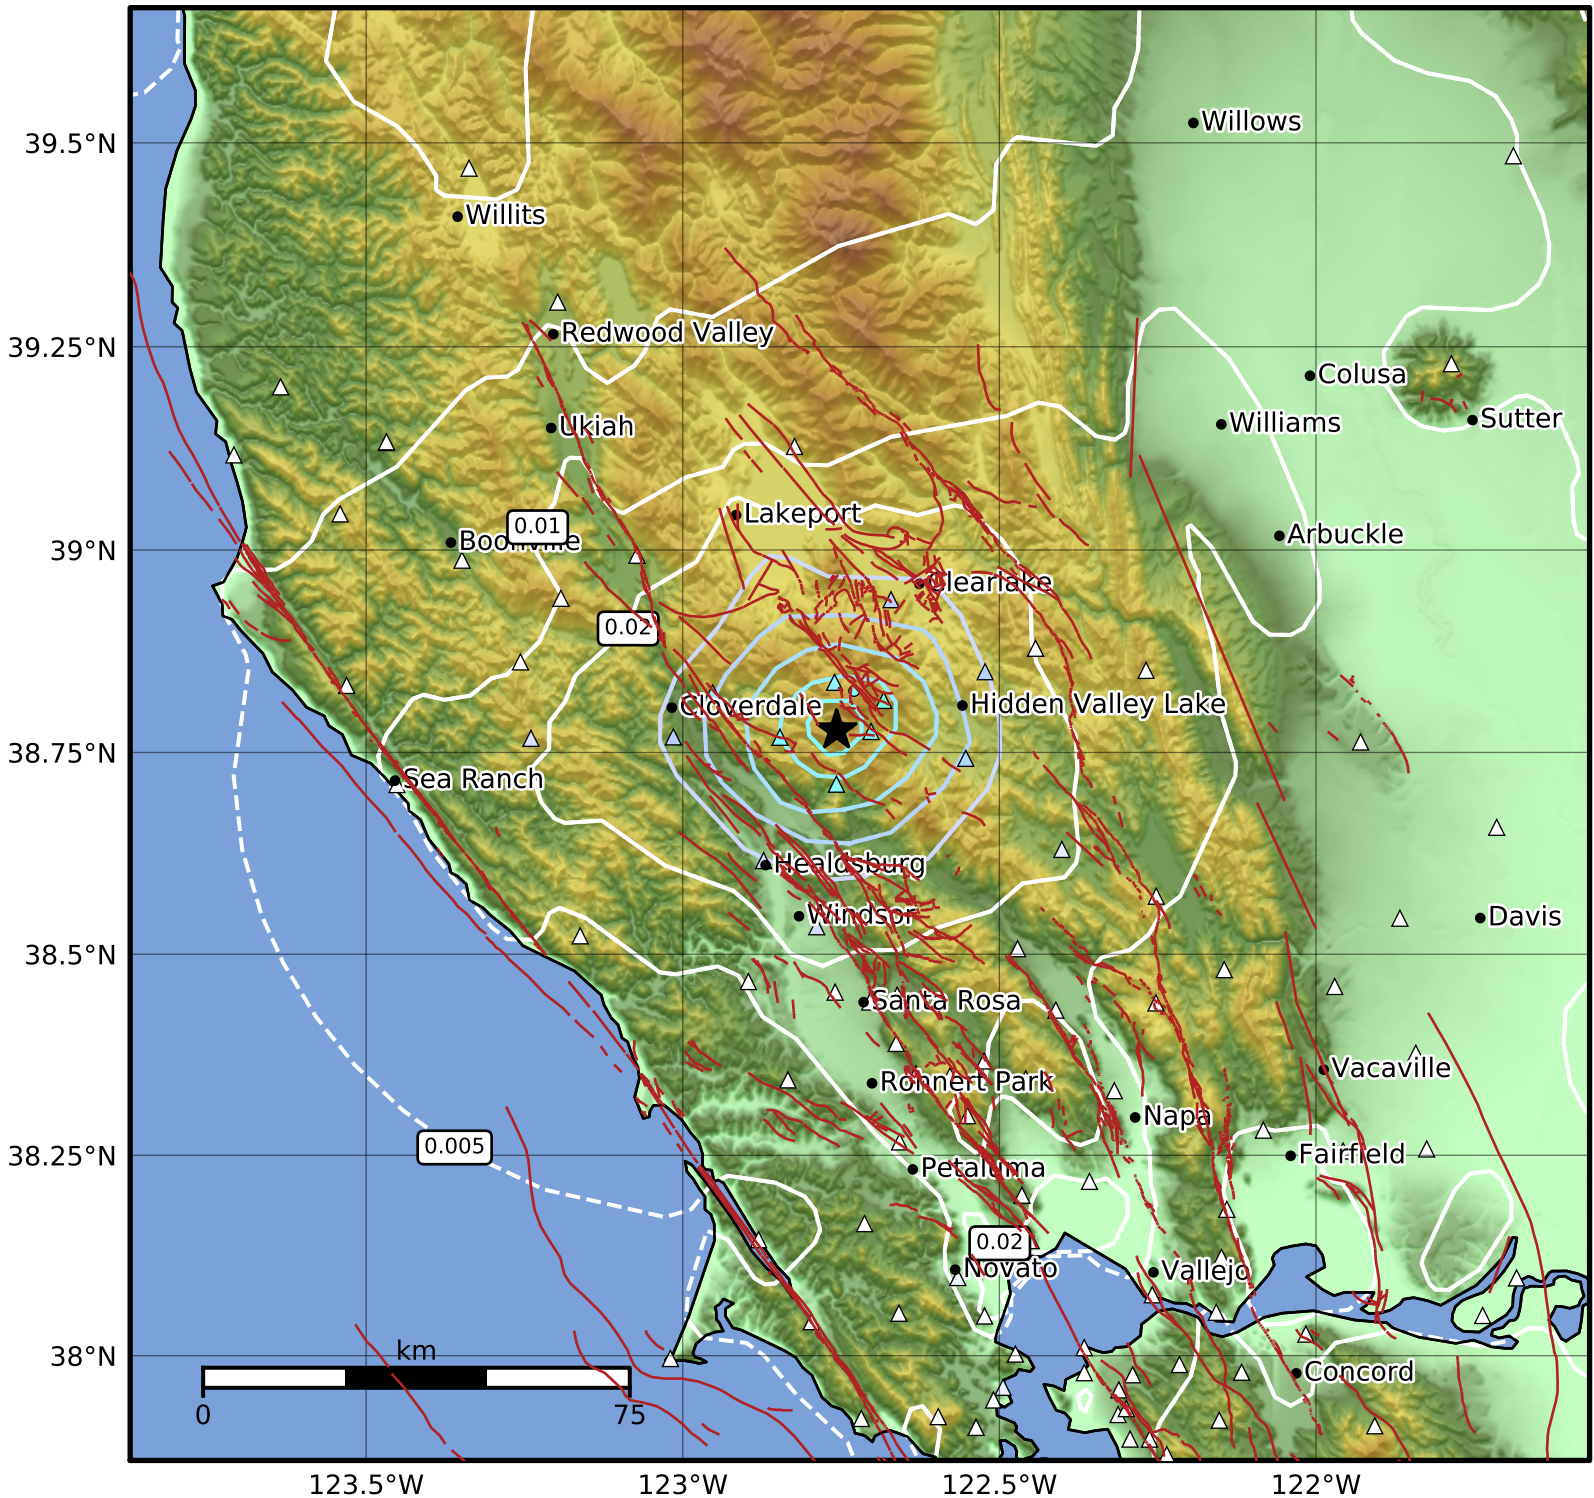 39.5°N
Willows
Willits
Redwood Valley
39.25°N
Colusa
Ukiah
Williams
Sutter
Lakeport
0.01
Boonville
Arbuckle
39°N
Clearlake
0.02
Cloverdale
Hidden Valley Lake
38.75°N
Sea Ranch
Healdsburg
Windsor
Davis
38.5°N
Santa Rosa
Rohnert Park
Vacaville
Napa
0.005
38.25°N
Petaluma
Fairfield
0.02
Novato
Vallejo
38°N
km
Concord
0
75
123.5°W
123°W
122.5°W
122°W